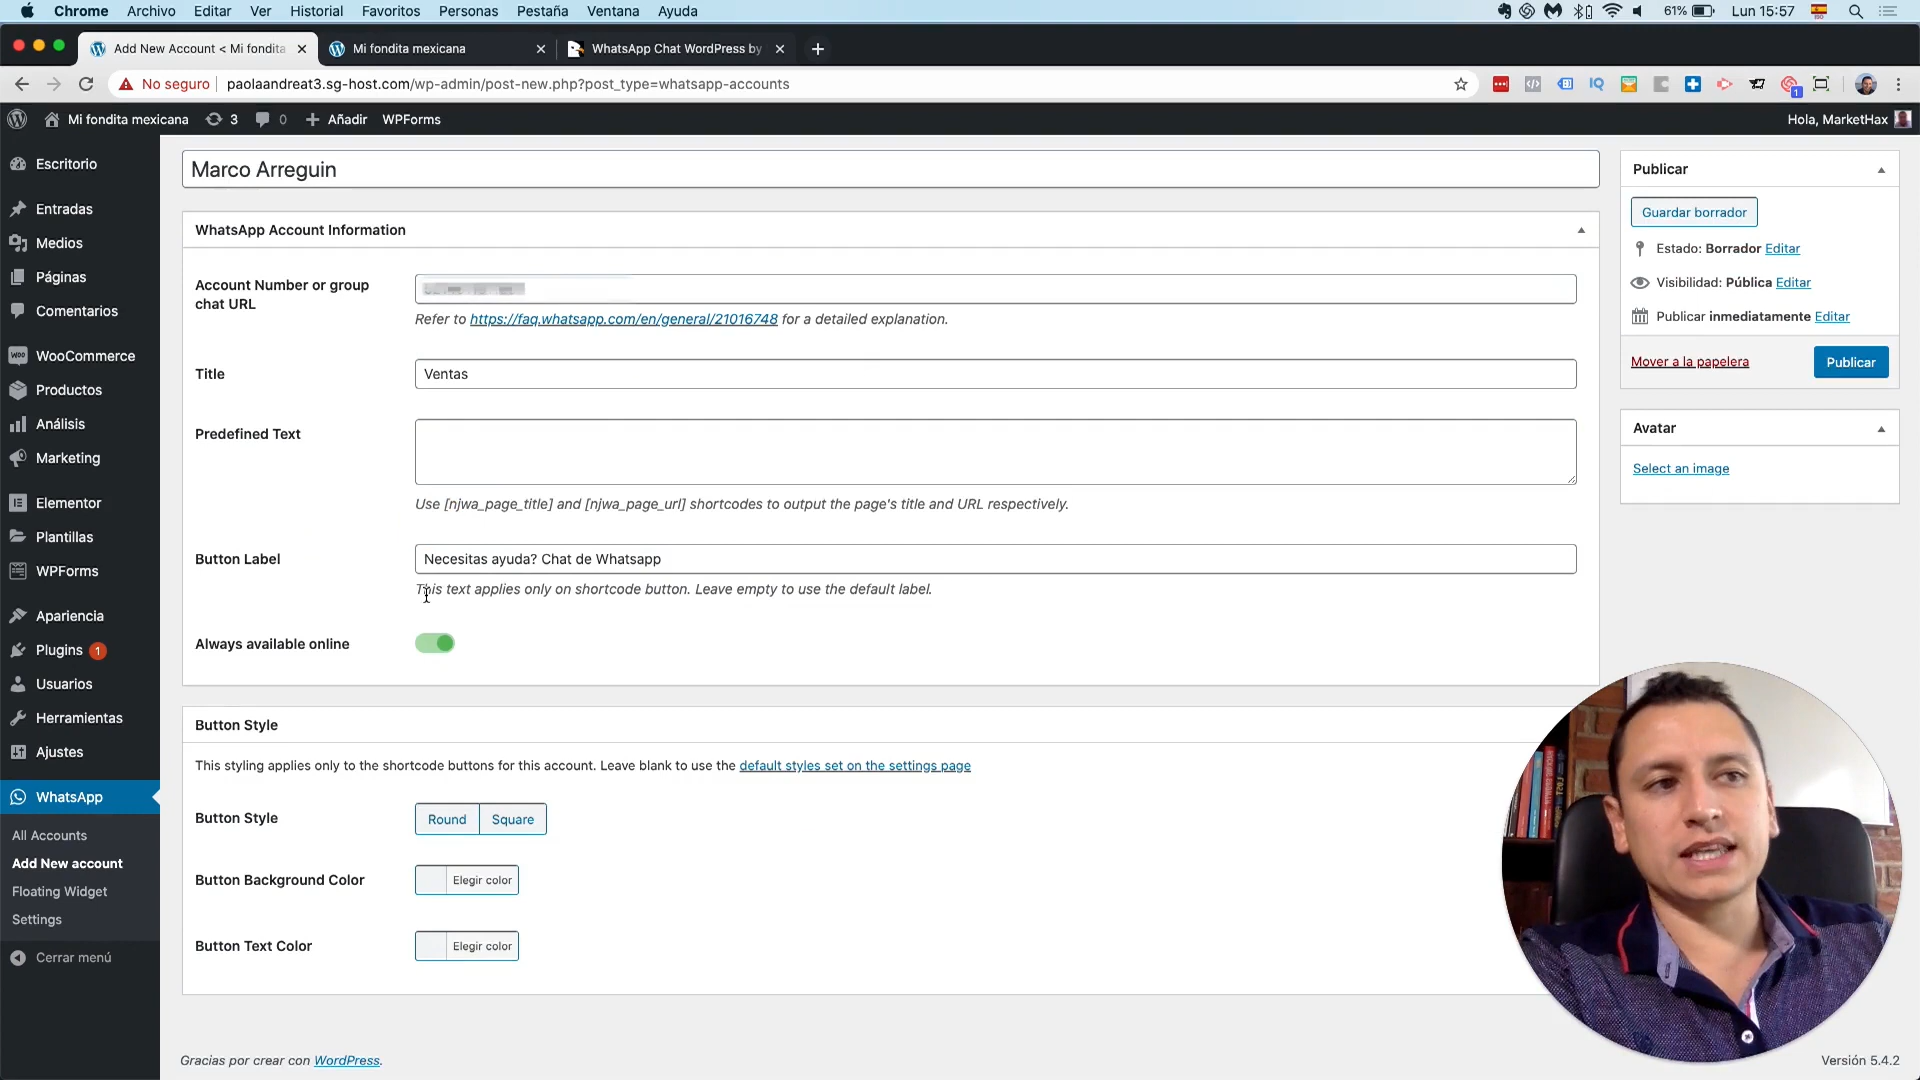 Chrome Archivo Editar Ver Historial Favoritos Personas Pestaña Ventana Ayuda
61% Lun 15:57
Add New Account < Mi fondita
Mi fondita mexicana
WhatsApp Chat WordPress by
No seguro
paolaandreat3.sg-host.com/wp-admin/post-new.php?post_type=whatsapp-accounts
1
Mi fondita mexicana 3 0 Añadir WPForms
Hola, MarketHax
Escritorio
Entradas
Medios
Páginas
Comentarios
WooCommerce
Productos
Análisis
Marketing
Elementor
Plantillas
WPForms
Apariencia
Plugins 1
Usuarios
Herramientas
Ajustes
WhatsApp
All Accounts
Add New account
Floating Widget
Settings
Cerrar menú
Marco Arreguin
WhatsApp Account Information
Account Number or group
chat URL
Refer to https://faq.whatsapp.com/en/general/21016748 for a detailed explanation.
Title
Ventas
Predefined Text
Use [njwa_page_title] and [njwa_page_url] shortcodes to output the page's title and URL respectively.
Button Label
Necesitas ayuda? Chat de Whatsapp
This text applies only on shortcode button. Leave empty to use the default label.
Always available online
Button Style
This styling applies only to the shortcode buttons for this account. Leave blank to use the default styles set on the settings page
Button Style
Round Square
Button Background Color
Elegir color
Button Text Color
Elegir color
Gracias por crear con WordPress.
Publicar
Guardar borrador
Estado: Borrador Editar
Visibilidad: Pública Editar
Publicar inmediatamente Editar
Mover a la papelera
Publicar
Avatar
Select an image
Versión 5.4.2